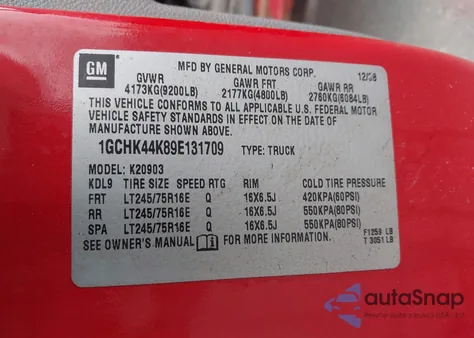 GM
MFD BY GENERAL MOTORS CORP. 12/08
GVWR GAWR FRT GAWR RR
4173KG(9200LB) 2177KG(4800LB) 2760KG(6084LB)
THIS VEHICLE CONFORMS TO ALL APPLICABLE U.S. FEDERAL MOTOR
VEHICLE SAFETY STANDARDS IN EFFECT ON THE DATE OF
MANUFACTURE SHOWN ABOVE.
1GCHK44K89E131709 TYPE: TRUCK
MODEL: K20903
KDL9 TIRE SIZE SPEED RTG RIM COLD TIRE PRESSURE
FRT LT245/75R16E Q 16X6.5J 420KPA(60PSI)
RR LT245/75R16E Q 16X6.5J 550KPA(80PSI)
SPA LT245/75R16E Q 16X6.5J 550KPA(80PSI)
SEE OWNER'S MANUAL i FOR MORE INFORMATION.
F1259 LB
T 3051 LB
autoSnap